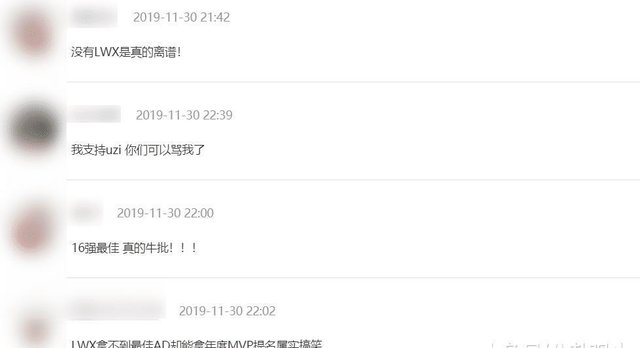 2019-11-30 21:42
没有LWX是真的离谱！
2019-11-30 22:39
我支持uzi 你们可以骂我了
2019-11-30 22:00
16强最佳 真的牛批！！！
2019-11-30 22:02
LWX拿不到最佳AD却能拿年度MVP提名属实搞笑